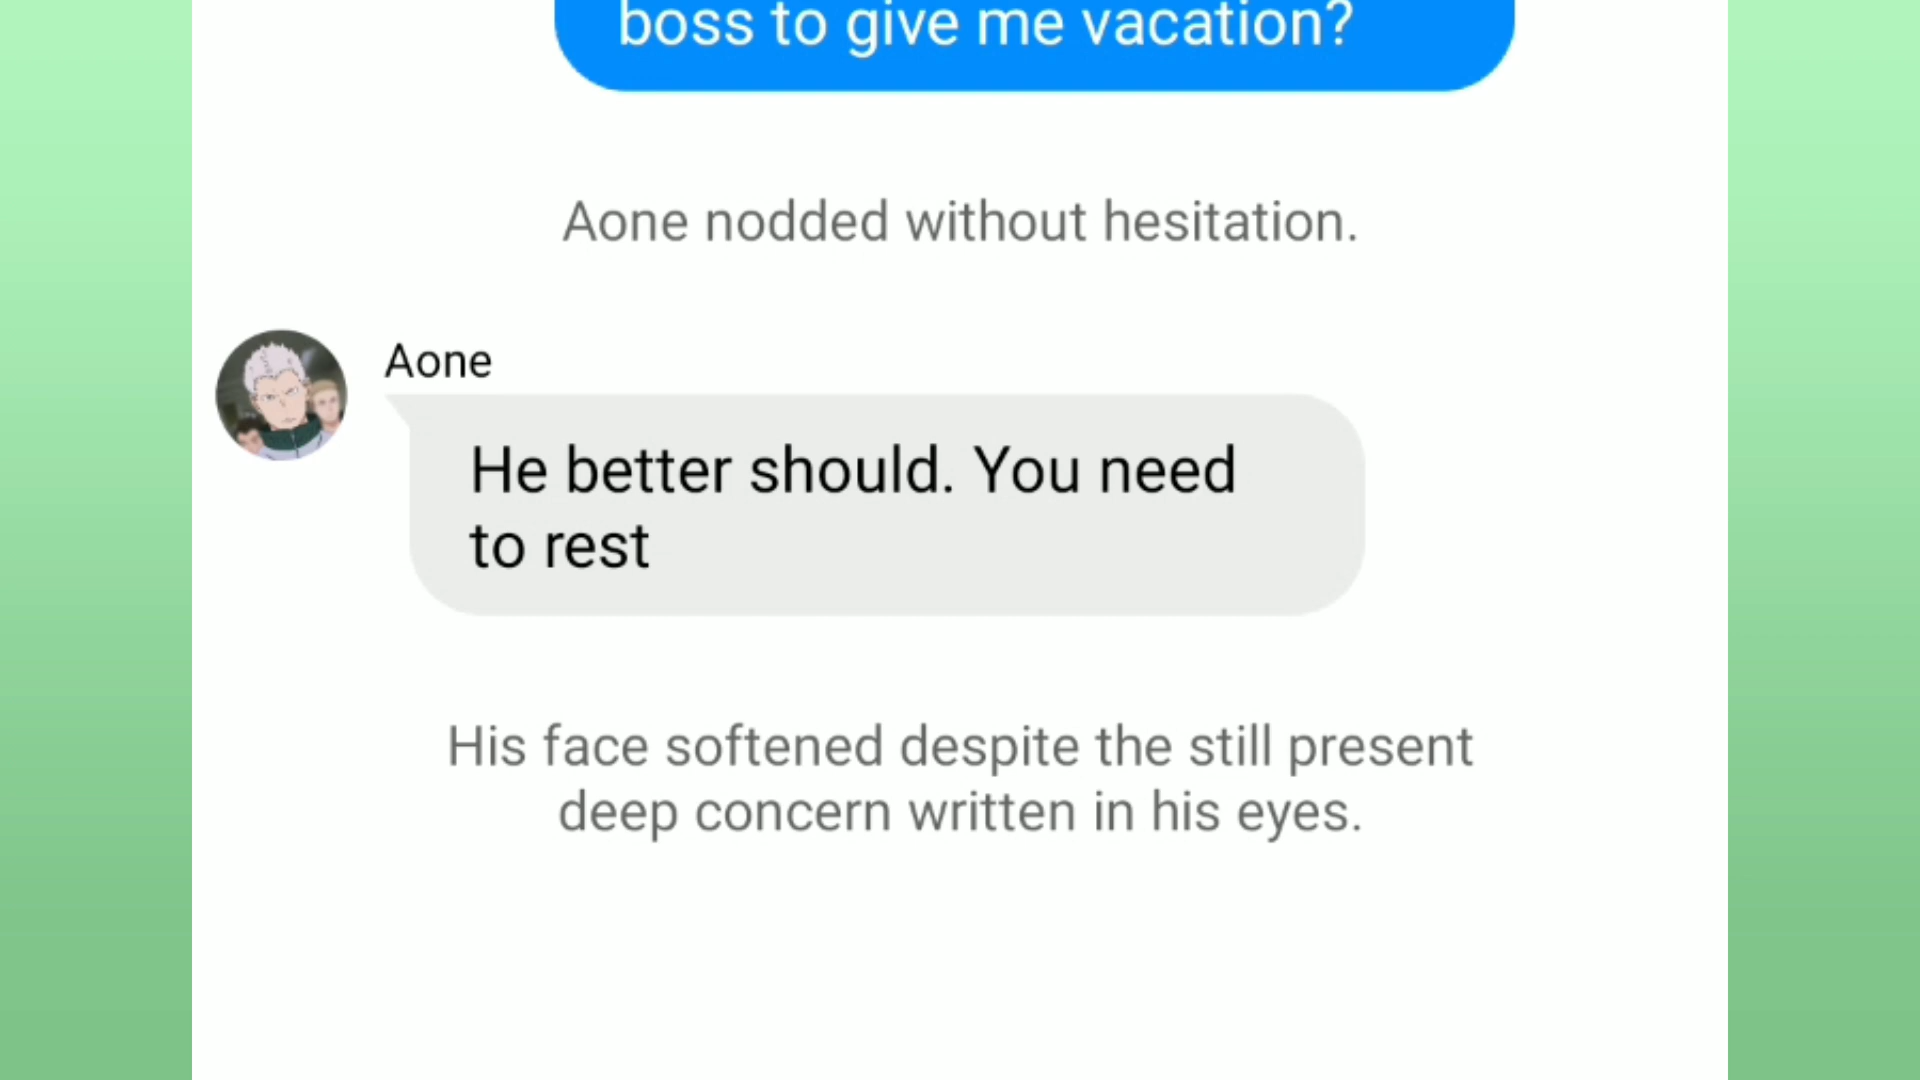 boss to give me vacation?
Aone nodded without hesitation.
Aone
He better should. You need
to rest
His face softened despite the still present
deep concern written in his eyes.